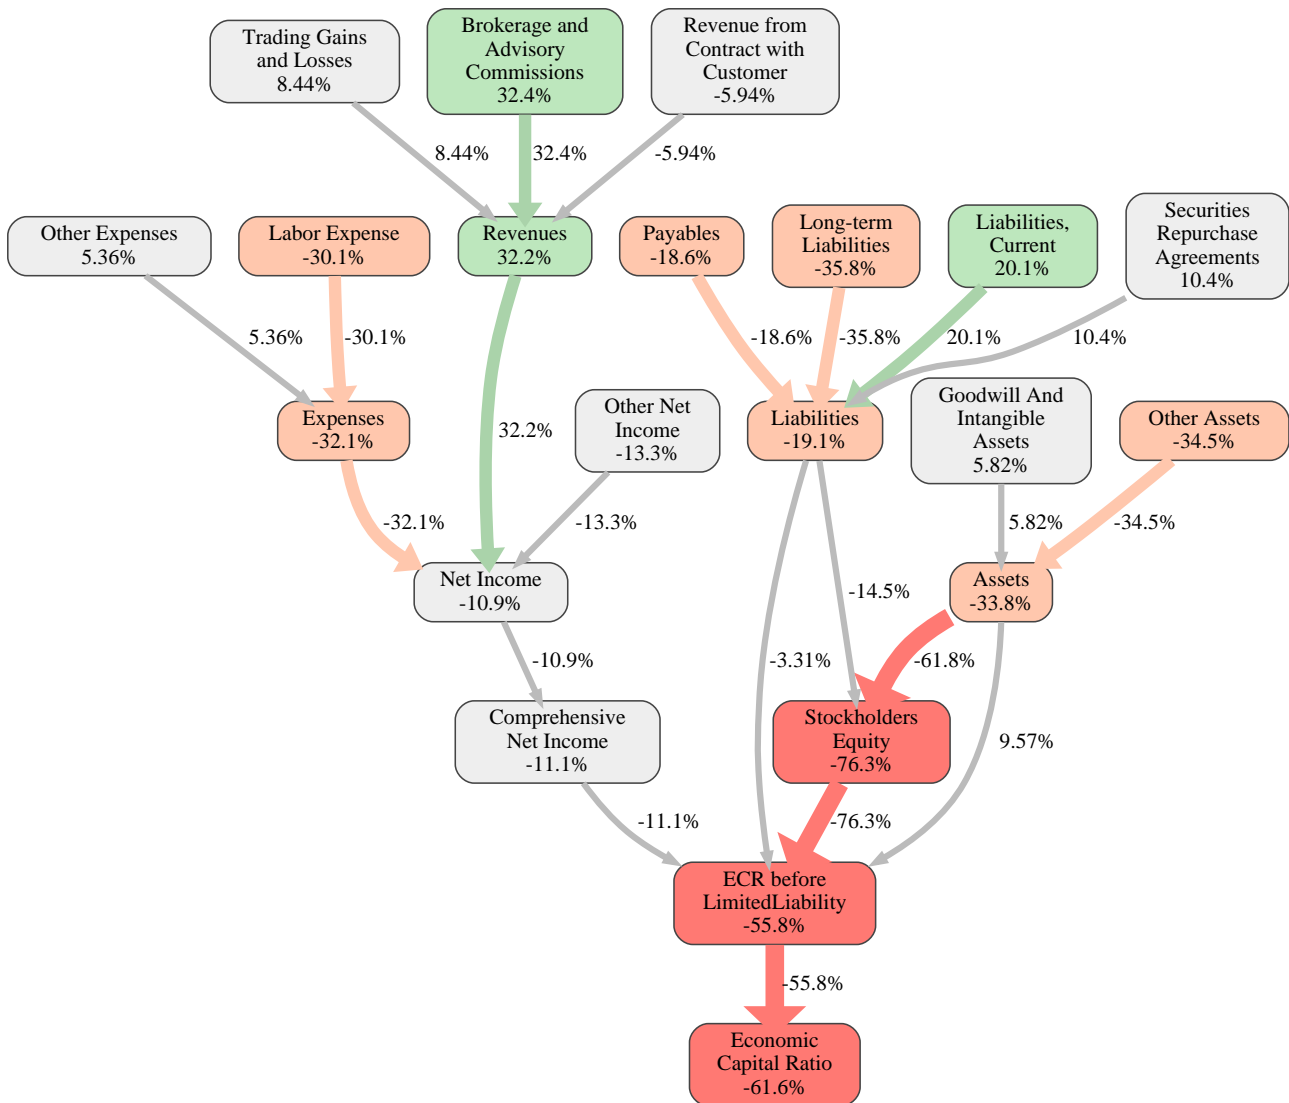 Trading Gains
and Losses
8.44%
Brokerage and
Advisory
Commissions
32.4%
Revenue from
Contract with
Customer
-5.94%
8.44%
32.4%
-5.94%
Other Expenses
5.36%
Labor Expense
-30.1%
Revenues
32.2%
Payables
-18.6%
Long-term
Liabilities
-35.8%
Liabilities,
Current
20.1%
Securities
Repurchase
Agreements
10.4%
5.36%
-30.1%
-18.6%
-35.8%
20.1%
10.4%
Expenses
-32.1%
32.2%
Other Net
Income
-13.3%
Liabilities
-19.1%
Goodwill And
Intangible
Assets
5.82%
Other Assets
-34.5%
-32.1%
-13.3%
5.82%
-34.5%
Net Income
-10.9%
-14.5%
Assets
-33.8%
-10.9%
-3.31%
-61.8%
Comprehensive
Net Income
-11.1%
Stockholders
Equity
-76.3%
9.57%
-11.1%
-76.3%
ECR before
LimitedLiability
-55.8%
-55.8%
Economic
Capital Ratio
-61.6%